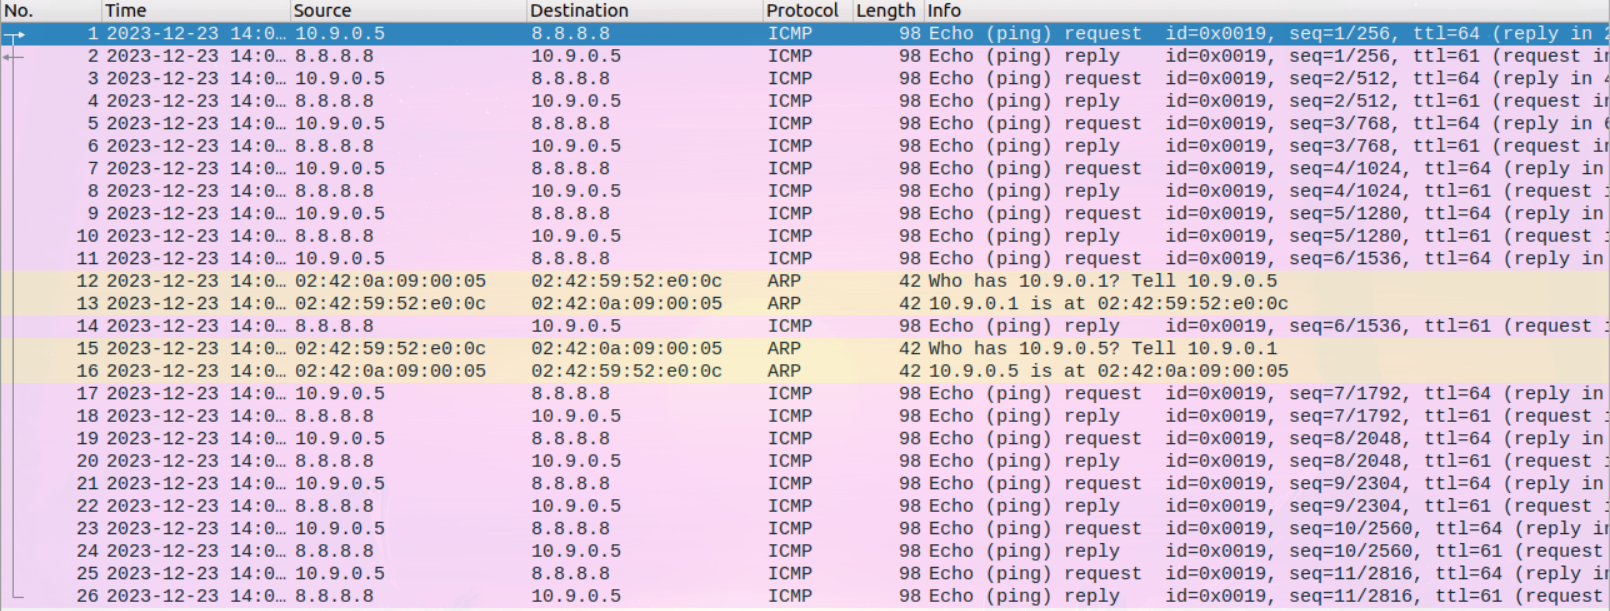 No. Time Source Destination Protocol Length Info
1 2023-12-23 14:0… 10.9.0.5 8.8.8.8 ICMP 98 Echo (ping) request id=0x0019, seq=1/256, ttl=64 (reply in
2 2023-12-23 14:0… 8.8.8.8 10.9.0.5 ICMP 98 Echo (ping) reply id=0x0019, seq=1/256, ttl=61 (request in
3 2023-12-23 14:0… 10.9.0.5 8.8.8.8 ICMP 98 Echo (ping) request id=0x0019, seq=2/512, ttl=64 (reply in
4 2023-12-23 14:0… 8.8.8.8 10.9.0.5 ICMP 98 Echo (ping) reply id=0x0019, seq=2/512, ttl=61 (request in
5 2023-12-23 14:0… 10.9.0.5 8.8.8.8 ICMP 98 Echo (ping) request id=0x0019, seq=3/768, ttl=64 (reply in
6 2023-12-23 14:0… 8.8.8.8 10.9.0.5 ICMP 98 Echo (ping) reply id=0x0019, seq=3/768, ttl=61 (request in
7 2023-12-23 14:0… 10.9.0.5 8.8.8.8 ICMP 98 Echo (ping) request id=0x0019, seq=4/1024, ttl=64 (reply in
8 2023-12-23 14:0… 8.8.8.8 10.9.0.5 ICMP 98 Echo (ping) reply id=0x0019, seq=4/1024, ttl=61 (request
9 2023-12-23 14:0… 10.9.0.5 8.8.8.8 ICMP 98 Echo (ping) request id=0x0019, seq=5/1280, ttl=64 (reply in
10 2023-12-23 14:0… 8.8.8.8 10.9.0.5 ICMP 98 Echo (ping) reply id=0x0019, seq=5/1280, ttl=61 (request
11 2023-12-23 14:0… 10.9.0.5 8.8.8.8 ICMP 98 Echo (ping) request id=0x0019, seq=6/1536, ttl=64 (reply in
12 2023-12-23 14:0… 02:42:0a:09:00:05 02:42:59:52:e0:0c ARP 42 Who has 10.9.0.1? Tell 10.9.0.5
13 2023-12-23 14:0… 02:42:59:52:e0:0c 02:42:0a:09:00:05 ARP 42 10.9.0.1 is at 02:42:59:52:e0:0c
14 2023-12-23 14:0… 8.8.8.8 10.9.0.5 ICMP 98 Echo (ping) reply id=0x0019, seq=6/1536, ttl=61 (request
15 2023-12-23 14:0… 02:42:59:52:e0:0c 02:42:0a:09:00:05 ARP 42 Who has 10.9.0.5? Tell 10.9.0.1
16 2023-12-23 14:0… 02:42:0a:09:00:05 02:42:59:52:e0:0c ARP 42 10.9.0.5 is at 02:42:0a:09:00:05
17 2023-12-23 14:0… 10.9.0.5 8.8.8.8 ICMP 98 Echo (ping) request id=0x0019, seq=7/1792, ttl=64 (reply in
18 2023-12-23 14:0… 8.8.8.8 10.9.0.5 ICMP 98 Echo (ping) reply id=0x0019, seq=7/1792, ttl=61 (request
19 2023-12-23 14:0… 10.9.0.5 8.8.8.8 ICMP 98 Echo (ping) request id=0x0019, seq=8/2048, ttl=64 (reply in
20 2023-12-23 14:0… 8.8.8.8 10.9.0.5 ICMP 98 Echo (ping) reply id=0x0019, seq=8/2048, ttl=61 (request
21 2023-12-23 14:0… 10.9.0.5 8.8.8.8 ICMP 98 Echo (ping) request id=0x0019, seq=9/2304, ttl=64 (reply in
22 2023-12-23 14:0… 8.8.8.8 10.9.0.5 ICMP 98 Echo (ping) reply id=0x0019, seq=9/2304, ttl=61 (request
23 2023-12-23 14:0… 10.9.0.5 8.8.8.8 ICMP 98 Echo (ping) request id=0x0019, seq=10/2560, ttl=64 (reply in
24 2023-12-23 14:0… 8.8.8.8 10.9.0.5 ICMP 98 Echo (ping) reply id=0x0019, seq=10/2560, ttl=61 (request
25 2023-12-23 14:0… 10.9.0.5 8.8.8.8 ICMP 98 Echo (ping) request id=0x0019, seq=11/2816, ttl=64 (reply in
26 2023-12-23 14:0… 8.8.8.8 10.9.0.5 ICMP 98 Echo (ping) reply id=0x0019, seq=11/2816, ttl=61 (request